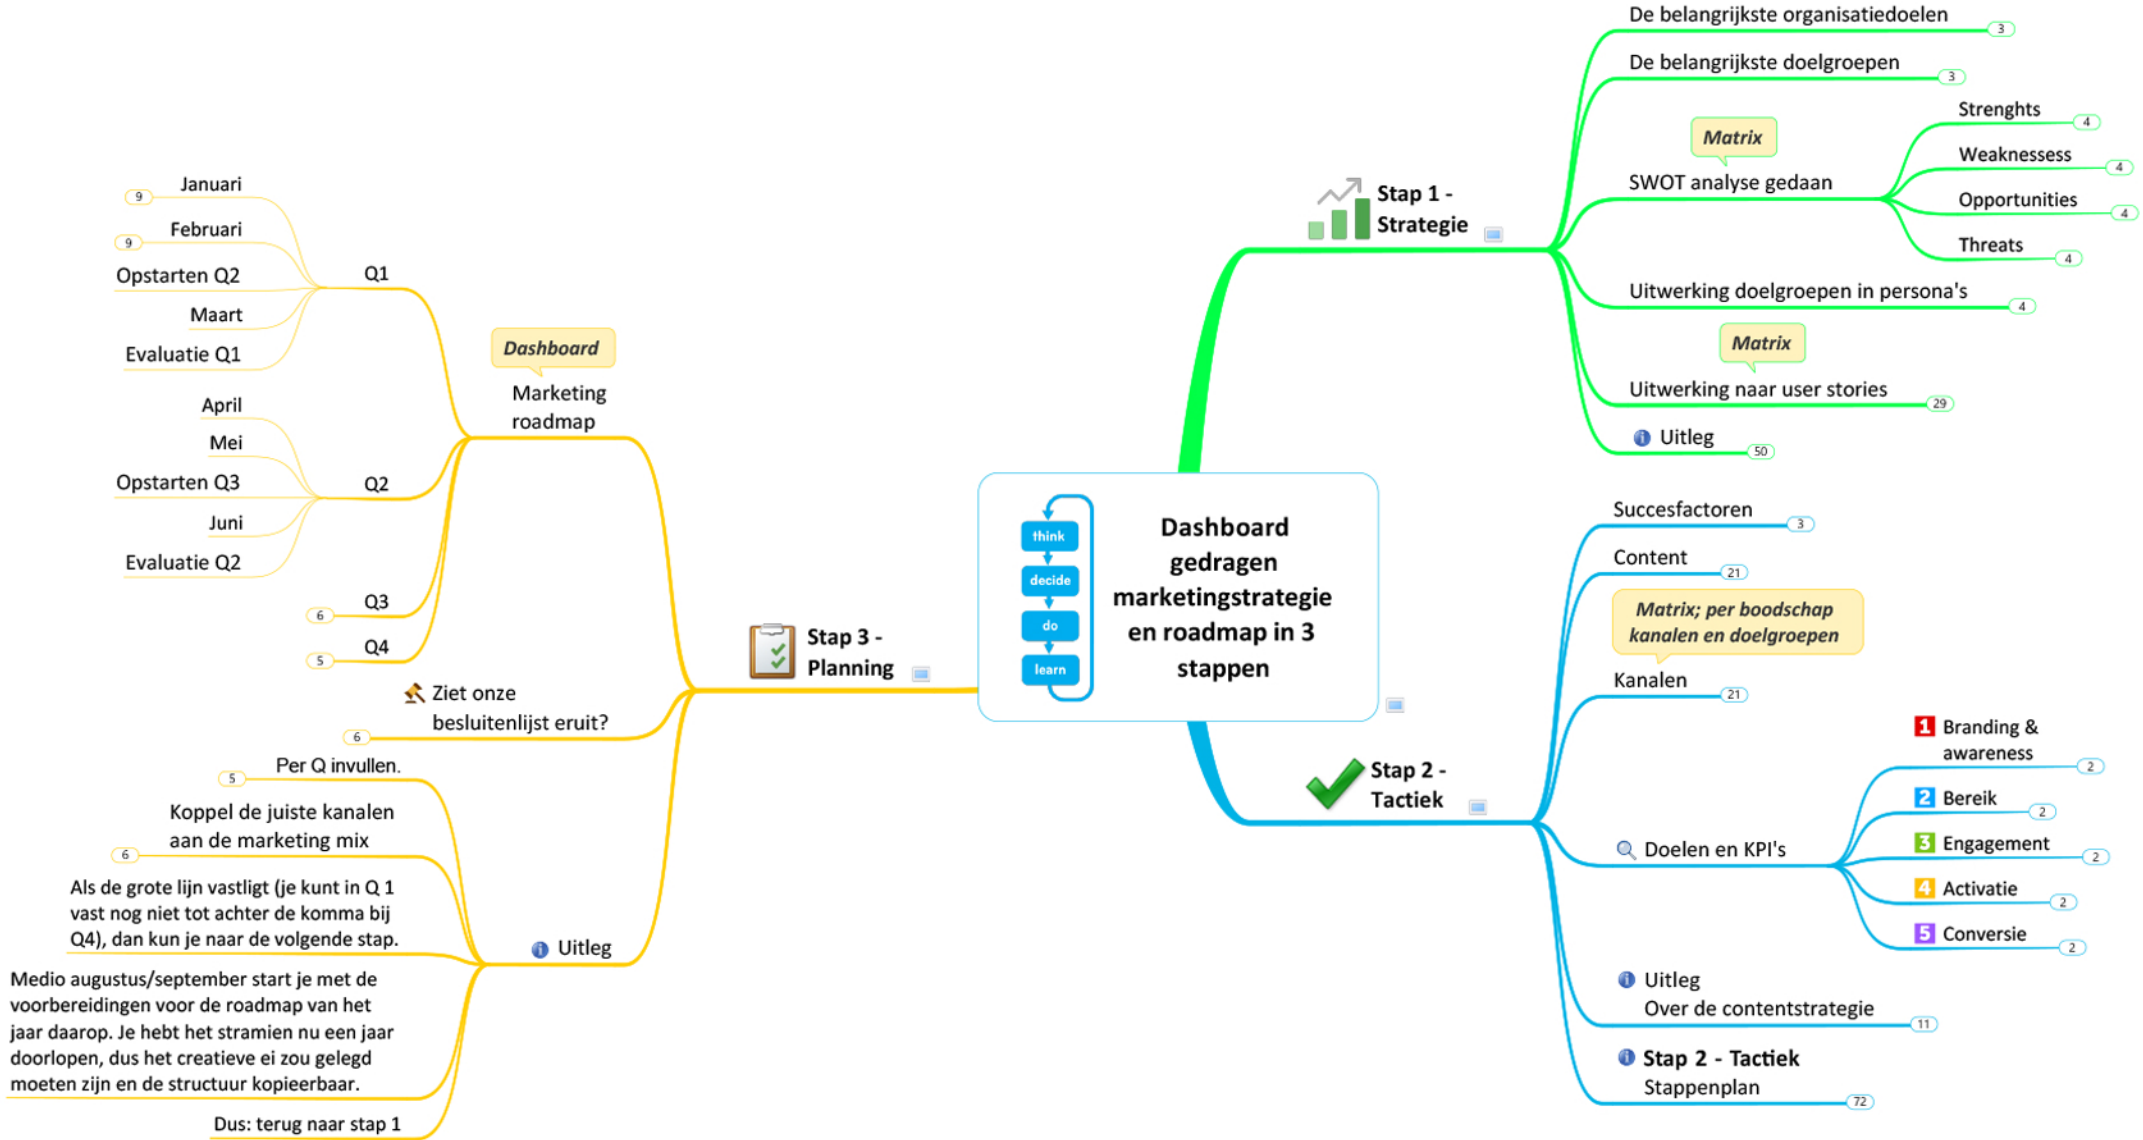 Dashboard
gedragen
marketingstrategie
en roadmap in 3
stappen
think
decide
do
learn
Stap 1 -
Strategie
De belangrijkste organisatiedoelen
3
De belangrijkste doelgroepen
3
Matrix
SWOT analyse gedaan
Strenghts
4
Weaknessess
4
Opportunities
4
Threats
4
Uitwerking doelgroepen in persona's
4
Matrix
Uitwerking naar user stories
29
Uitleg
50
Stap 2 -
Tactiek
Succesfactoren
3
Content
21
Matrix; per boodschap
kanalen en doelgroepen
Kanalen
21
Doelen en KPI's
1 Branding &
awareness
2
2 Bereik
2
3 Engagement
2
4 Activatie
2
5 Conversie
2
Uitleg
Over de contentstrategie
11
Stap 2 - Tactiek
Stappenplan
72
Stap 3 -
Planning
Dashboard
Marketing
roadmap
Q1
Januari
9
Februari
9
Opstarten Q2
Maart
Evaluatie Q1
Q2
April
Mei
Opstarten Q3
Juni
Evaluatie Q2
Q3
6
Q4
5
Ziet onze
besluitenlijst eruit?
6
Uitleg
Per Q invullen.
5
Koppel de juiste kanalen
aan de marketing mix
6
Als de grote lijn vastligt (je kunt in Q 1
vast nog niet tot achter de komma bij
Q4), dan kun je naar de volgende stap.
Medio augustus/september start je met de
voorbereidingen voor de roadmap van het
jaar daarop. Je hebt het stramien nu een jaar
doorlopen, dus het creatieve ei zou gelegd
moeten zijn en de structuur kopieerbaar.
Dus: terug naar stap 1